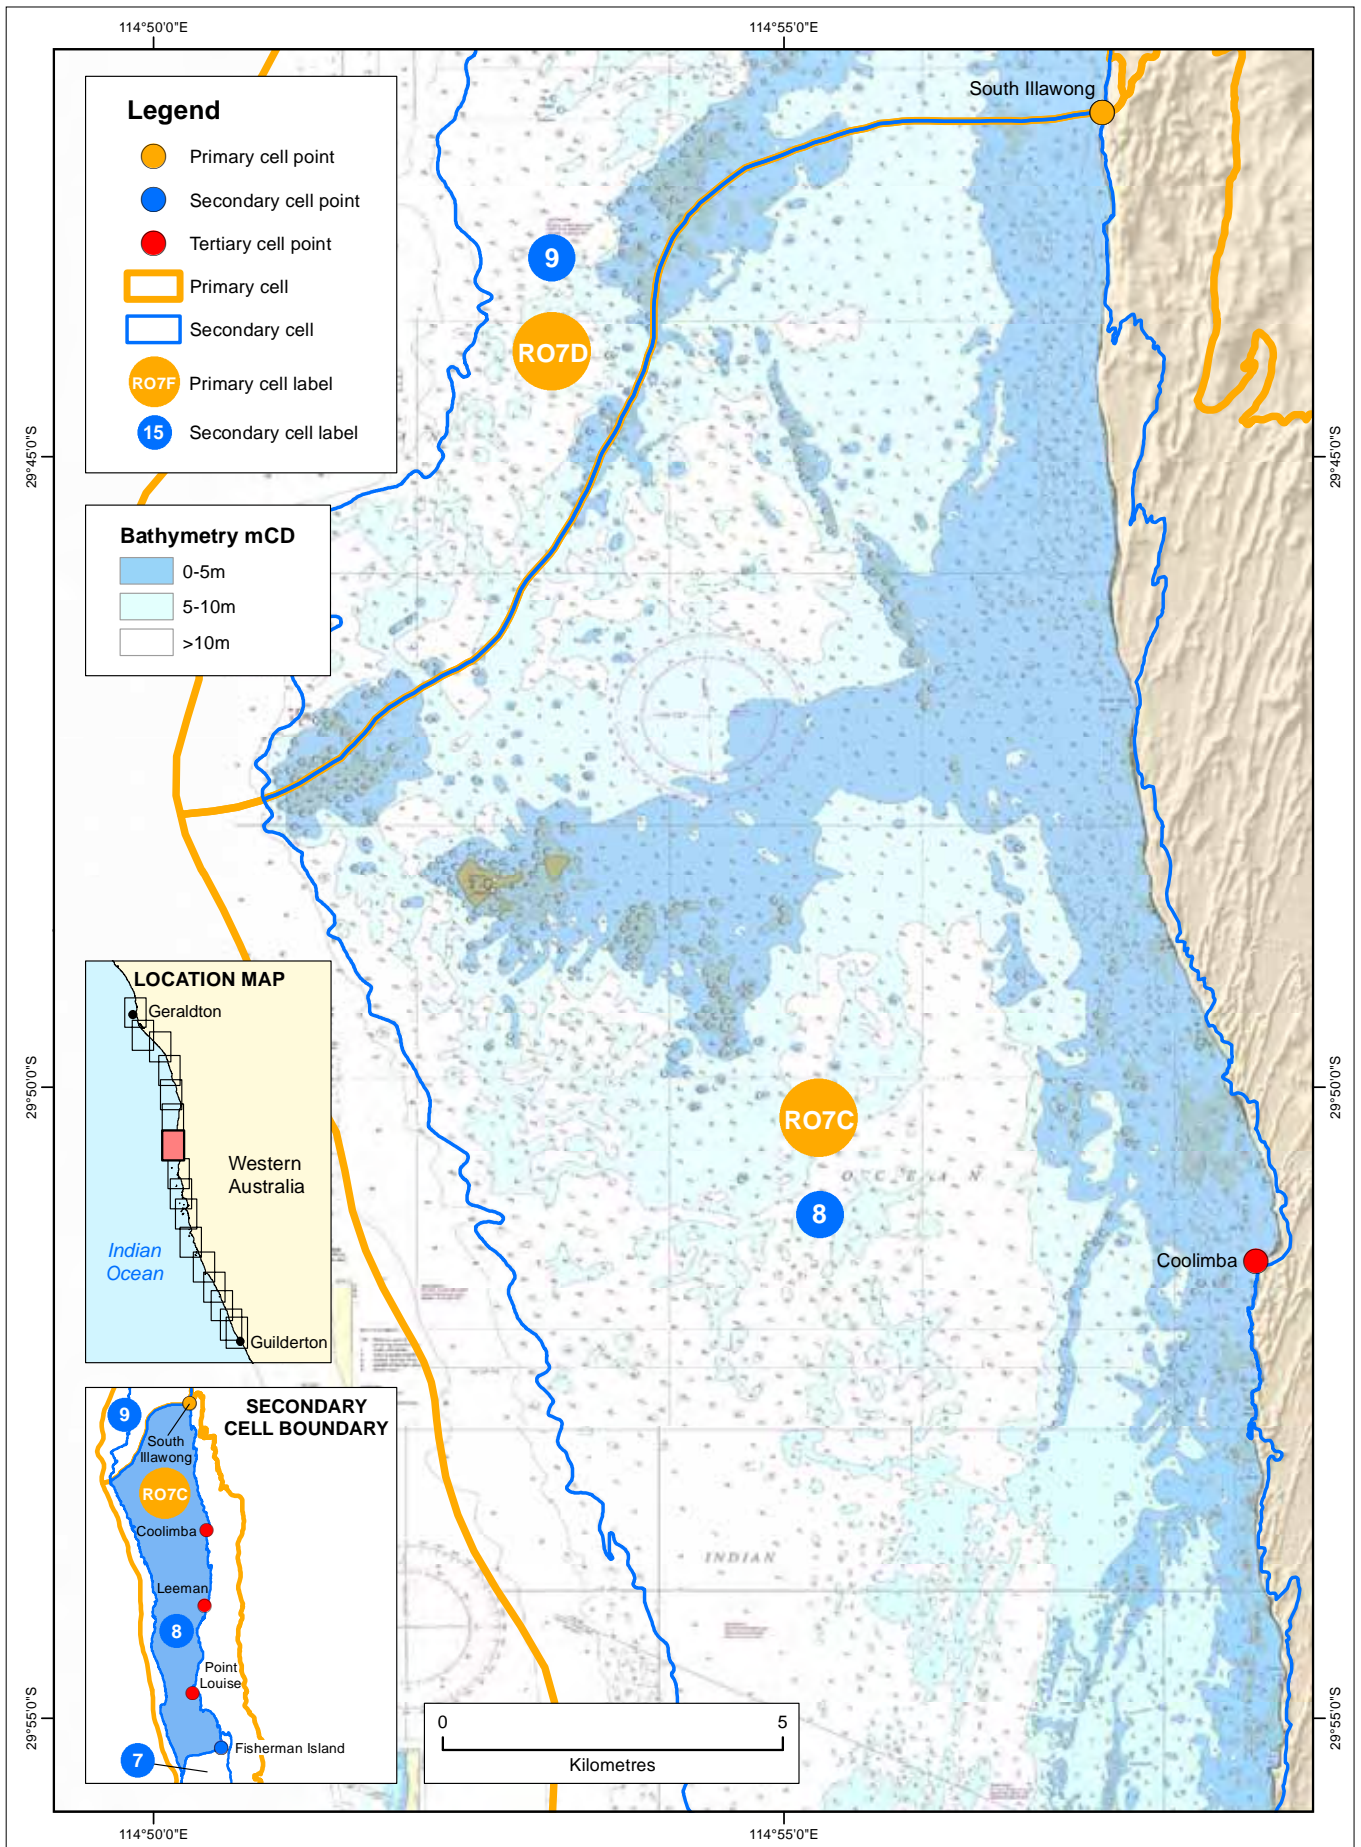 114°50'0"E
114°55'0"E
South Illawong
Legend
Primary cell point
Secondary cell point
Tertiary cell point
Primary cell
Secondary cell
RO7F
Primary cell label
15
Secondary cell label
9
RO7D
29°45'0"S
29°45'0"S
Bathymetry mCD
0-5m
5-10m
>10m
LOCATION MAP
Geraldton
Western
Australia
Indian
Ocean
Guilderton
29°50'0"S
29°50'0"S
RO7C
OCEAN
8
Coolimba
SECONDARY
CELL BOUNDARY
9
South
Illawong
RO7C
Coolimba
Leeman
8
Point
Louise
Fisherman Island
7
INDIAN
29°55'0"S
29°55'0"S
0
5
Kilometres
114°50'0"E
114°55'0"E